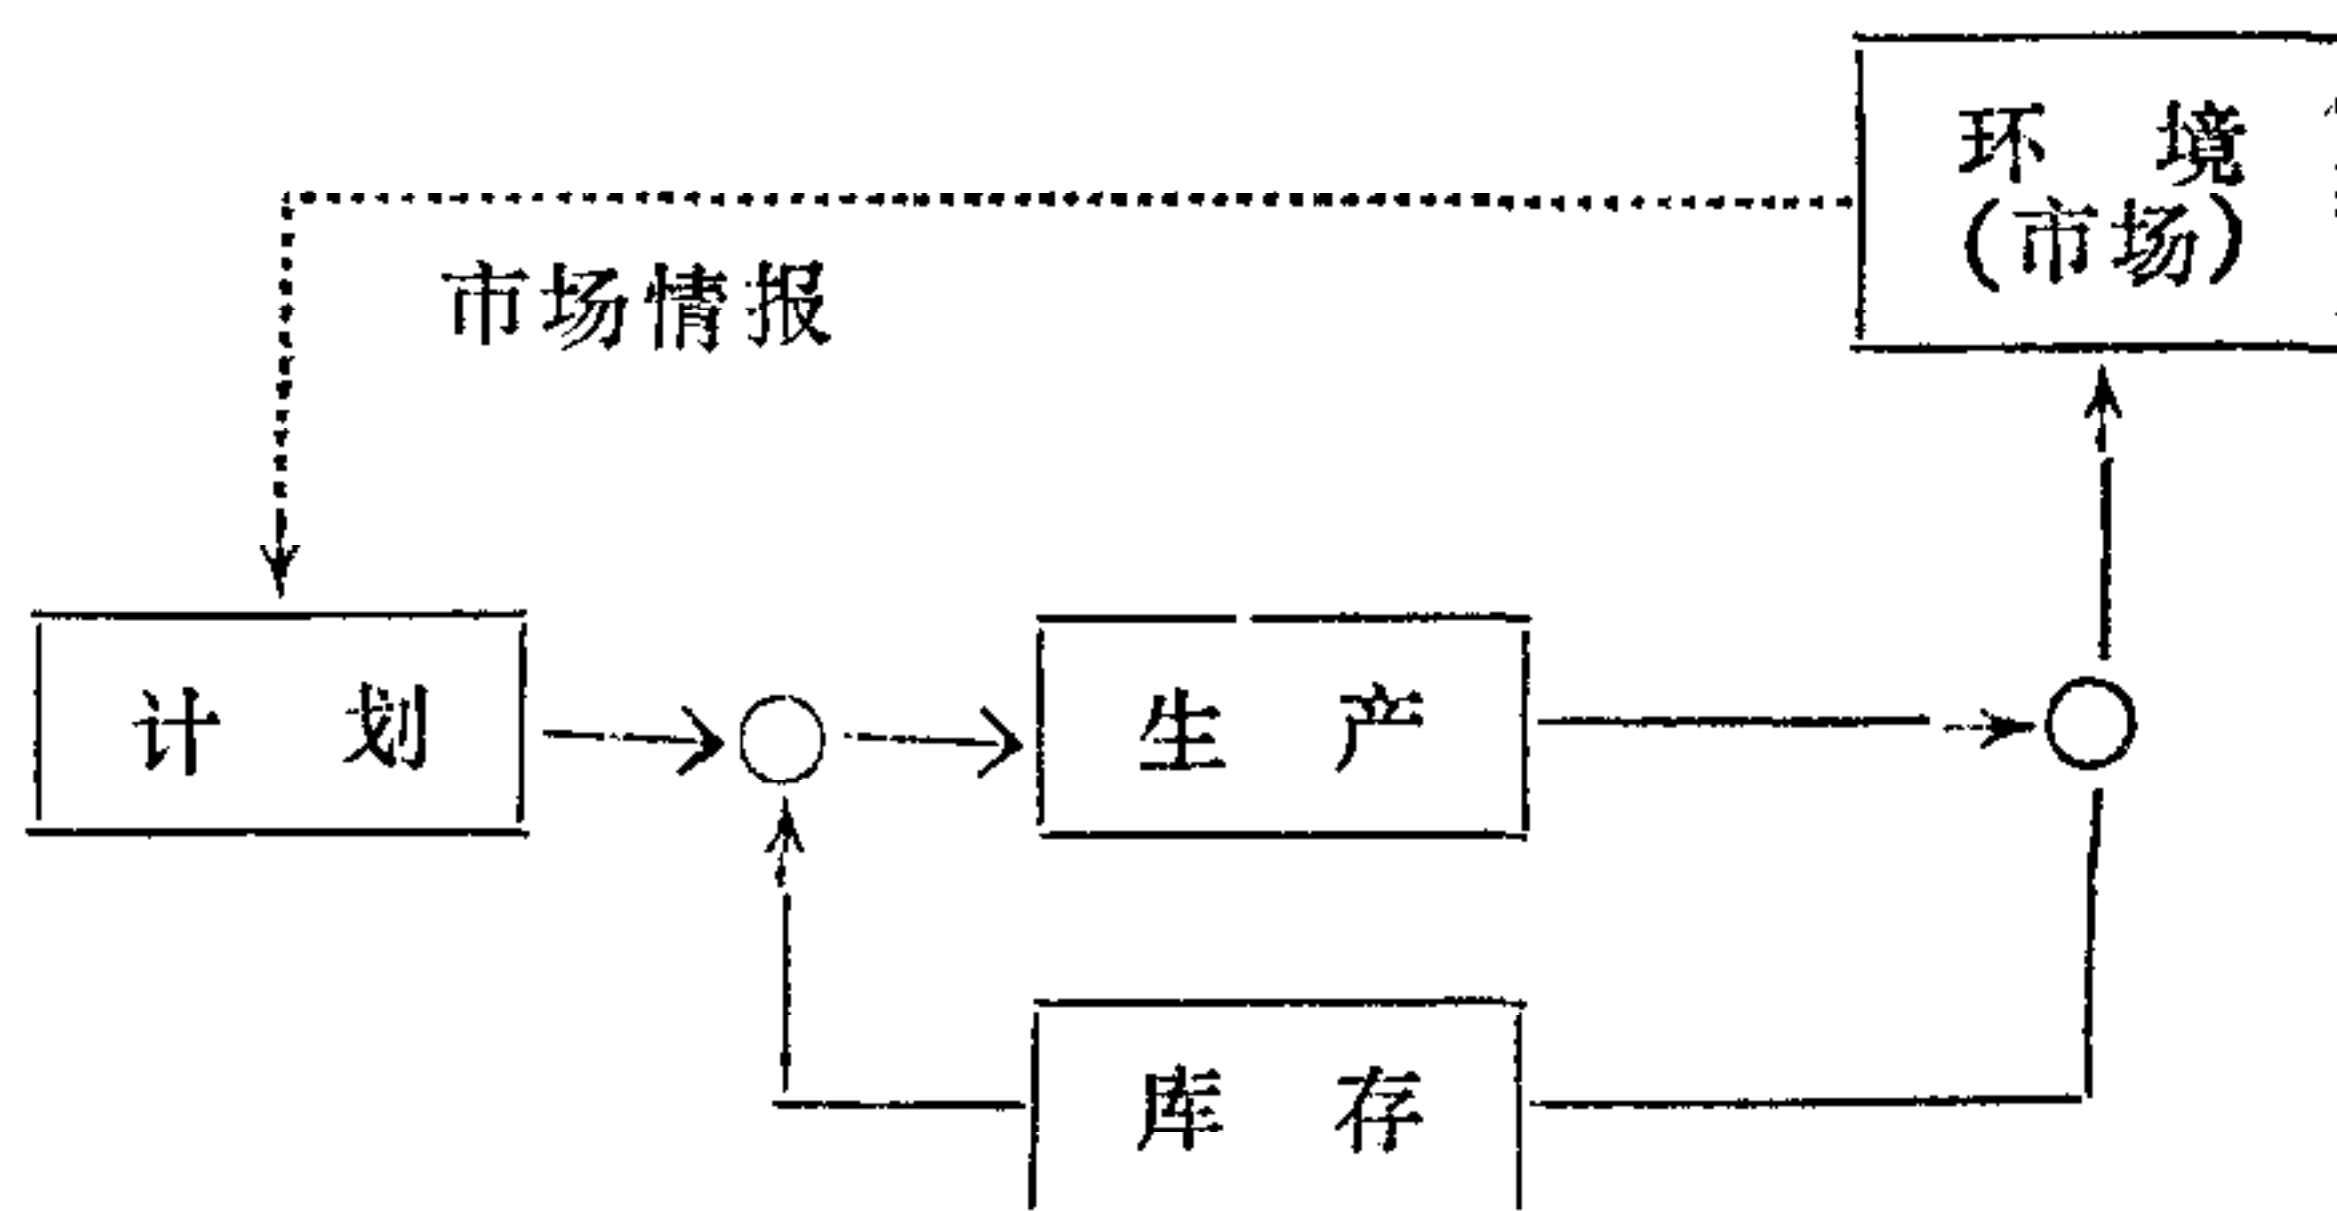 环 境
(市场)
市场情报
计 划
生 产
库 存